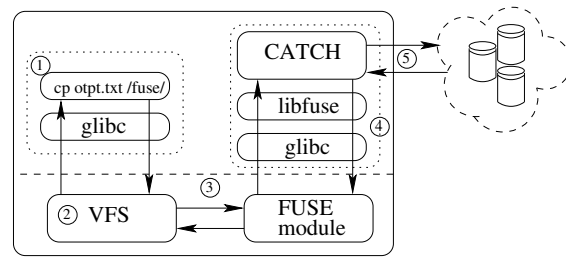 ①
cp otpt.txt /fuse/
glibc
CATCH
libfuse
glibc
④
⑤
② VFS
③
FUSE
module